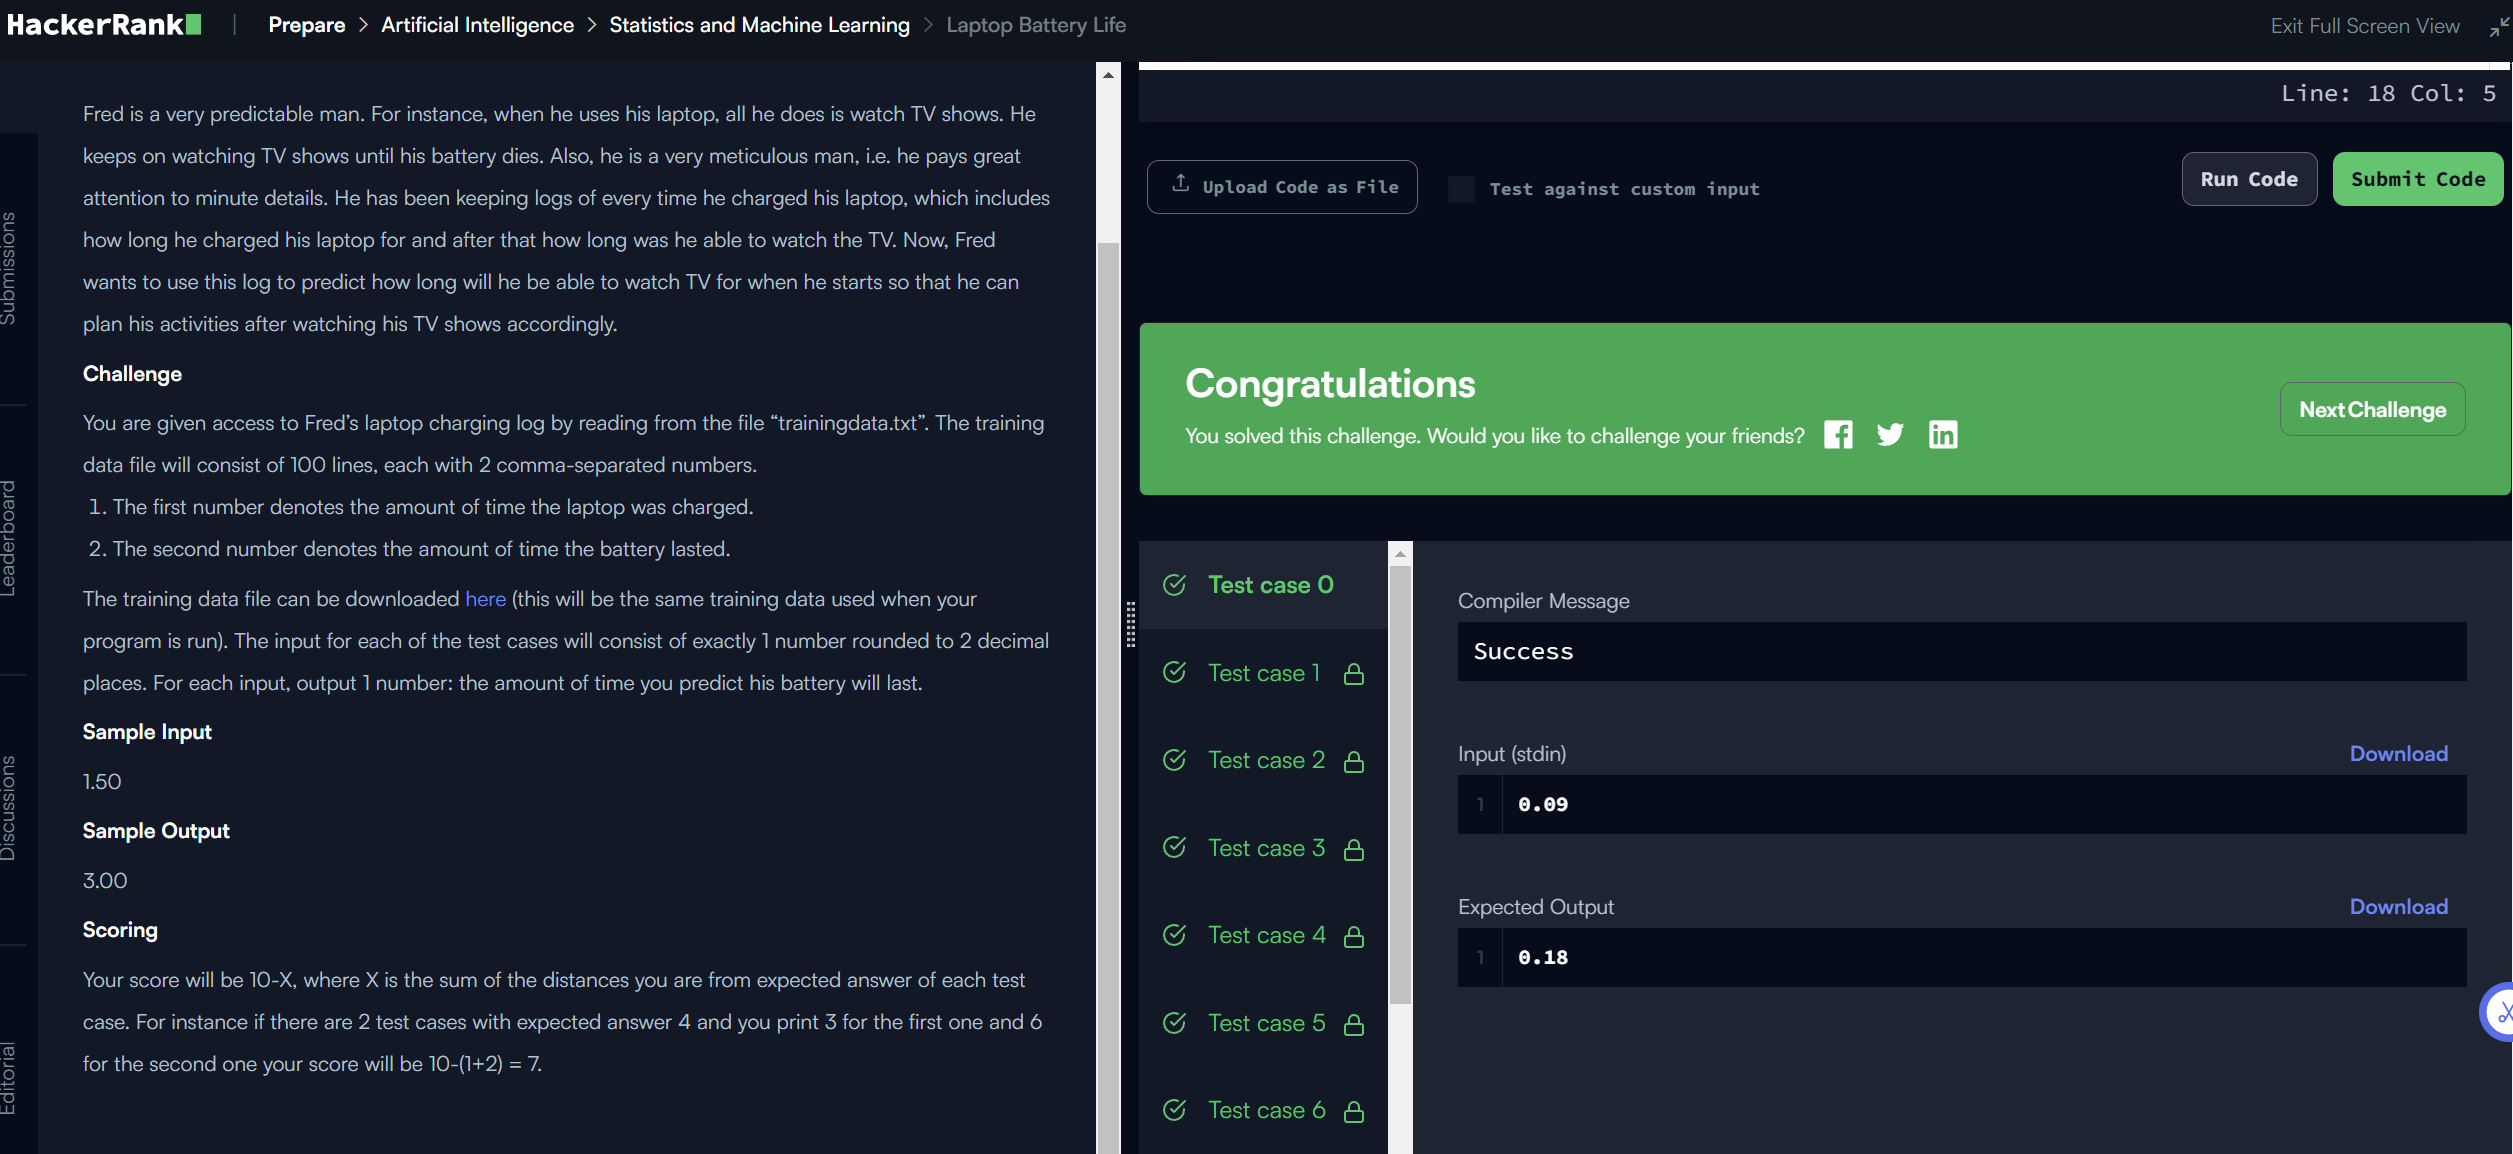 HackerRank | Prepare > Artificial Intelligence > Statistics and Machine Learning > Laptop Battery Life
Exit Full Screen View
Submissions
Leaderboard
Discussions
Editorial
Fred is a very predictable man. For instance, when he uses his laptop, all he does is watch TV shows. He
keeps on watching TV shows until his battery dies. Also, he is a very meticulous man, i.e. he pays great
attention to minute details. He has been keeping logs of every time he charged his laptop, which includes
how long he charged his laptop for and after that how long was he able to watch the TV. Now, Fred
wants to use this log to predict how long will he be able to watch TV for when he starts so that he can
plan his activities after watching his TV shows accordingly.
Challenge
You are given access to Fred’s laptop charging log by reading from the file “trainingdata.txt”. The training
data file will consist of 100 lines, each with 2 comma-separated numbers.
1. The first number denotes the amount of time the laptop was charged.
2. The second number denotes the amount of time the battery lasted.
The training data file can be downloaded here (this will be the same training data used when your
program is run). The input for each of the test cases will consist of exactly 1 number rounded to 2 decimal
places. For each input, output 1 number: the amount of time you predict his battery will last.
Sample Input
1.50
Sample Output
3.00
Scoring
Your score will be 10-X, where X is the sum of the distances you are from expected answer of each test
case. For instance if there are 2 test cases with expected answer 4 and you print 3 for the first one and 6
for the second one your score will be 10-(1+2) = 7.
Line: 18 Col: 5
Upload Code as File
Test against custom input
Run Code
Submit Code
Congratulations
You solved this challenge. Would you like to challenge your friends?
Next Challenge
Test case 0
Test case 1
Test case 2
Test case 3
Test case 4
Test case 5
Test case 6
Compiler Message
Success
Input (stdin)
Download
1 0.09
Expected Output
Download
1 0.18